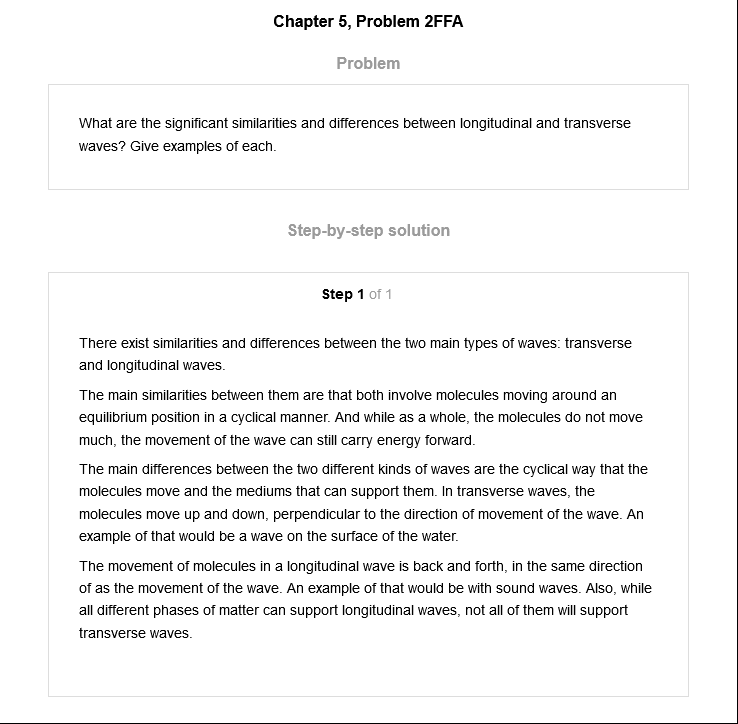 Chapter 5, Problem 2FFA
Problem
What are the significant similarities and differences between longitudinal and transverse
waves? Give examples of each.
Step-by-step solution
Step 1 of 1
There exist similarities and differences between the two main types of waves: transverse
and longitudinal waves.
The main similarities between them are that both involve molecules moving around an
equilibrium position in a cyclical manner. And while as a whole, the molecules do not move
much, the movement of the wave can still carry energy forward.
The main differences between the two different kinds of waves are the cyclical way that the
molecules move and the mediums that can support them. In transverse waves, the
molecules move up and down, perpendicular to the direction of movement of the wave. An
example of that would be a wave on the surface of the water.
The movement of molecules in a longitudinal wave is back and forth, in the same direction
of as the movement of the wave. An example of that would be with sound waves. Also, while
all different phases of matter can support longitudinal waves, not all of them will support
transverse waves.